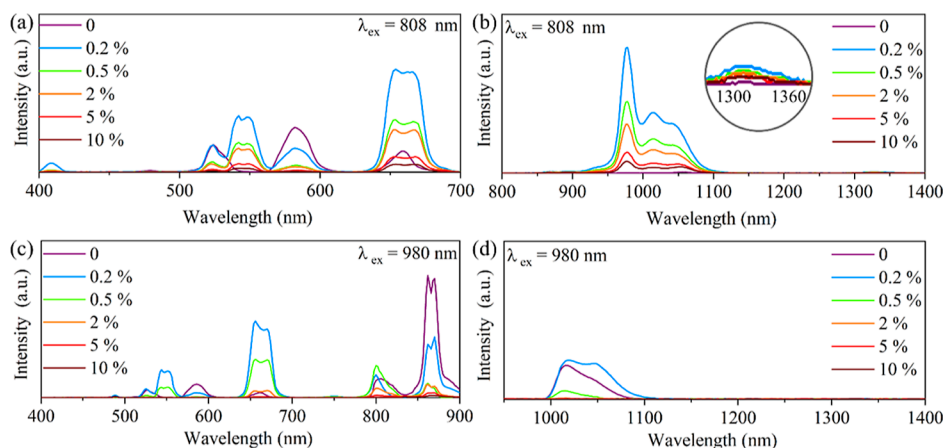 (a)
λex = 808 nm
0
0.2 %
0.5 %
2 %
5 %
10 %
Intensity (a.u.)
400 500 600 700
Wavelength (nm)
(b)
λex = 808 nm
0
0.2 %
0.5 %
2 %
5 %
10 %
1300 1360
Intensity (a.u.)
800 900 1000 1100 1200 1300 1400
Wavelength (nm)
(c)
λ ex = 980 nm
0
0.2 %
0.5 %
2 %
5 %
10 %
Intensity (a.u.)
400 500 600 700 800 900
Wavelength (nm)
(d)
λ ex = 980 nm
0
0.2 %
0.5 %
2 %
5 %
10 %
Intensity (a.u.)
1000 1100 1200 1300 1400
Wavelength (nm)